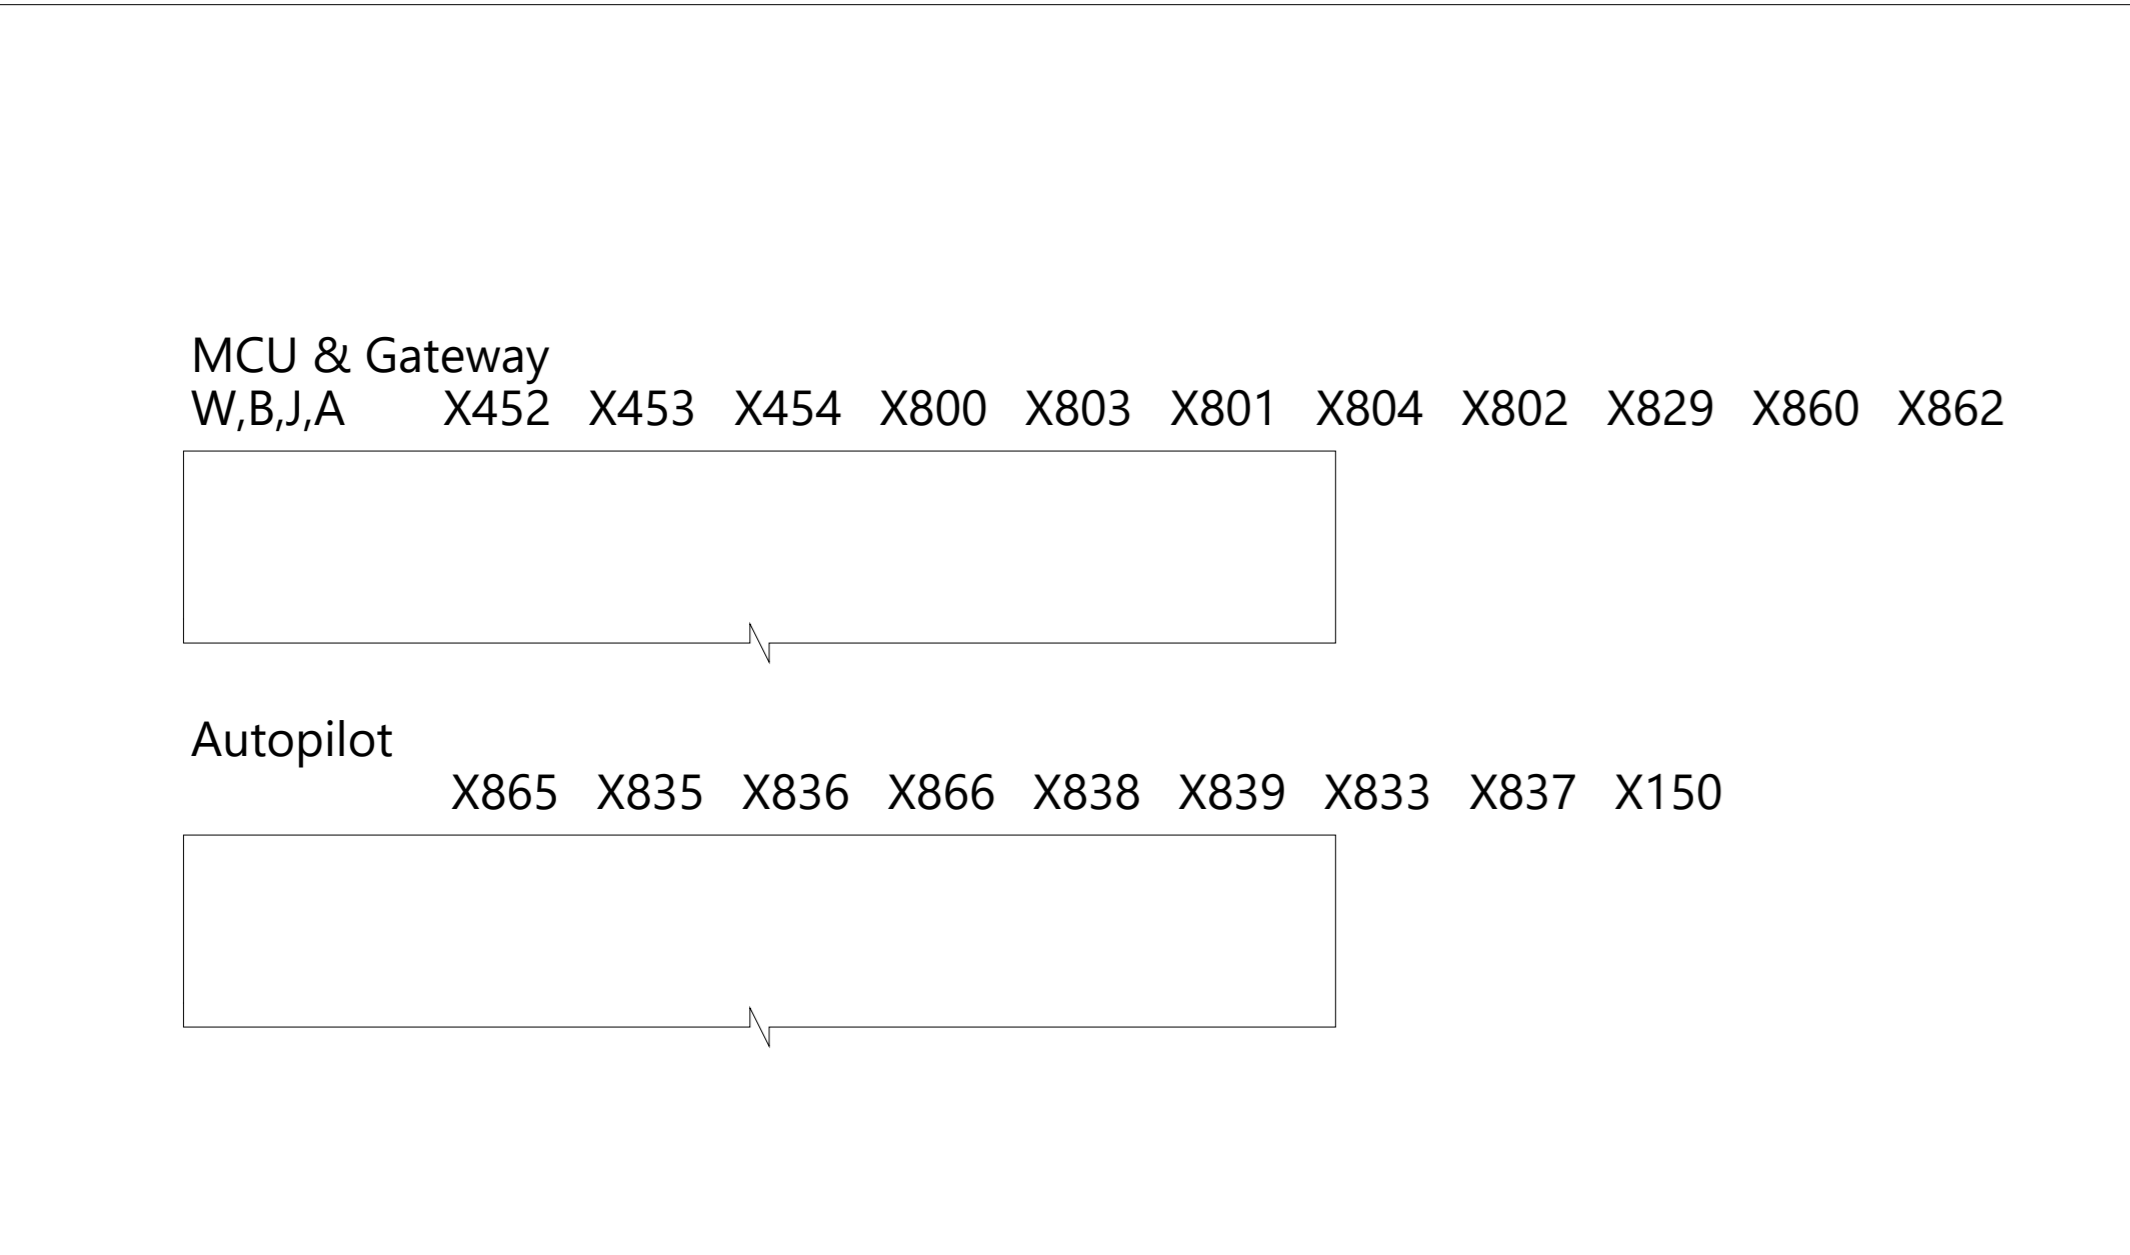 MCU & Gateway
W,B,J,A X452 X453 X454 X800 X803 X801 X804 X802 X829 X860 X862
Autopilot
X865 X835 X836 X866 X838 X839 X833 X837 X150